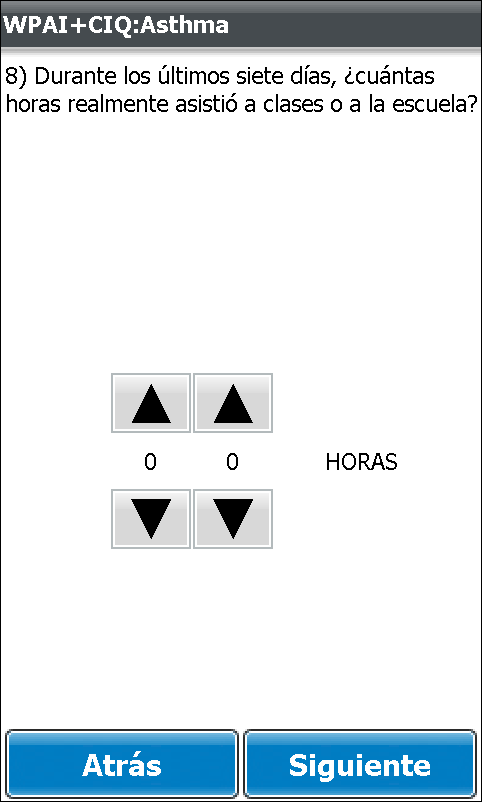 WPAI+CIQ:Asthma
8) Durante los últimos siete días, ¿cuántas
horas realmente asistió a clases o a la escuela?
0 0 HORAS
Atrás Siguiente